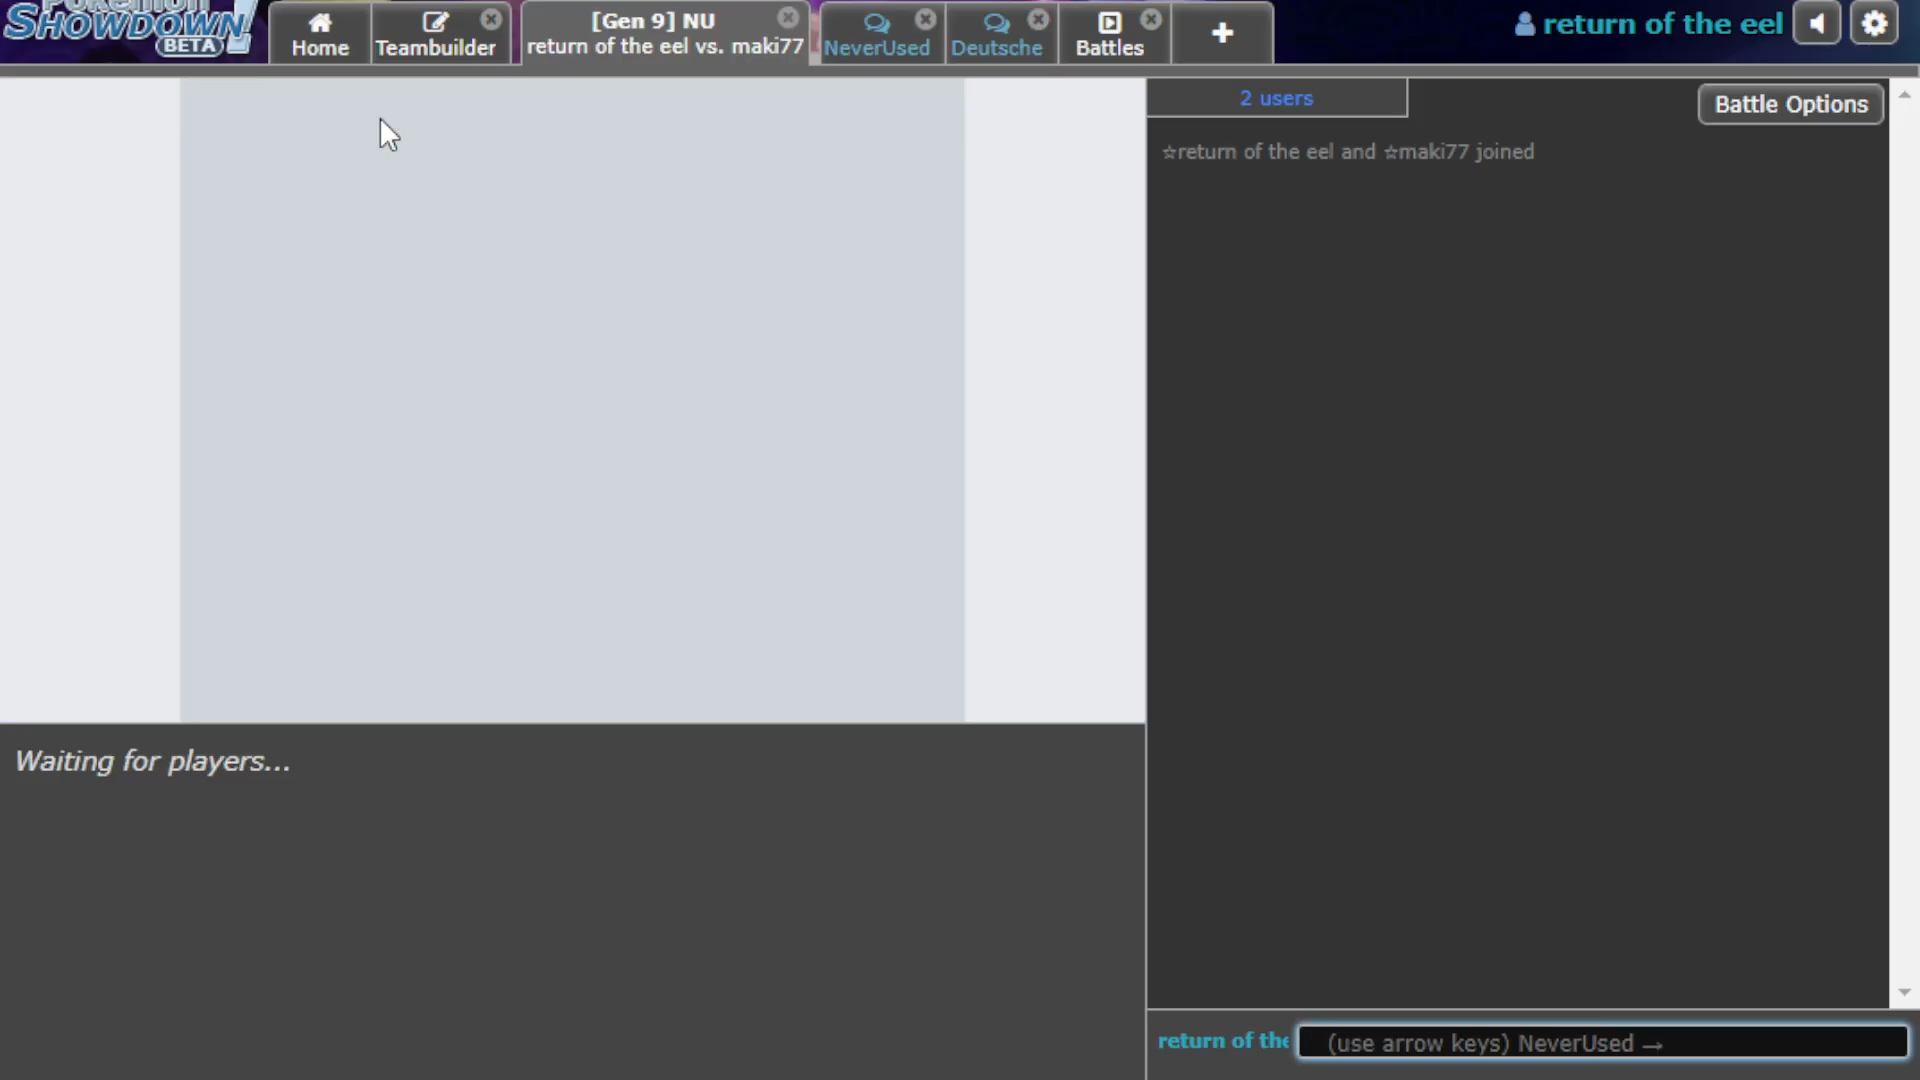 Pokémon
SHOWDOWN!
BETA
Home
Teambuilder
[Gen 9] NU
return of the eel vs. maki77
NeverUsed
Deutsche
Battles
return of the eel
2 users
Battle Options
☆return of the eel and ☆maki77 joined
Waiting for players...
return of the
(use arrow keys) NeverUsed →